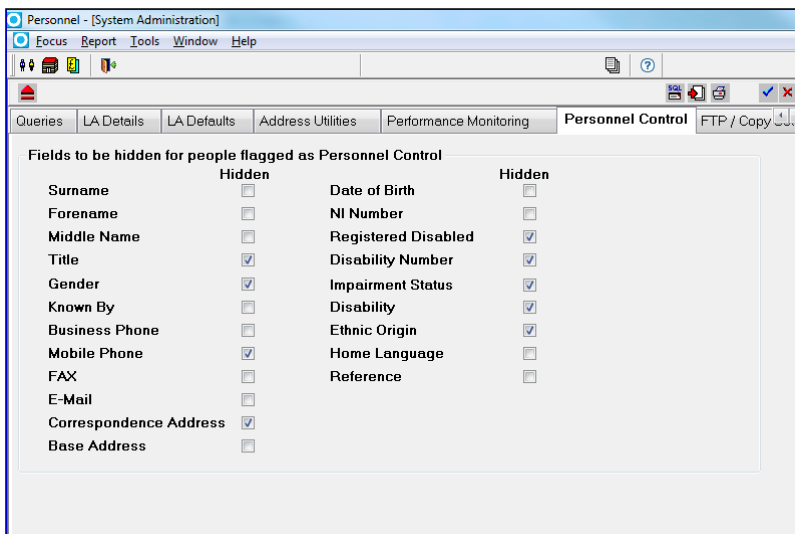 Personnel - [System Administration]
Focus Report Tools Window Help
SQL
Queries LA Details LA Defaults Address Utilities Performance Monitoring Personnel Control FTP / Copy
Fields to be hidden for people flagged as Personnel Control
Hidden Hidden
Surname Date of Birth
Forename NI Number
Middle Name Registered Disabled
Title Disability Number
Gender Impairment Status
Known By Disability
Business Phone Ethnic Origin
Mobile Phone Home Language
FAX Reference
E-Mail
Correspondence Address
Base Address